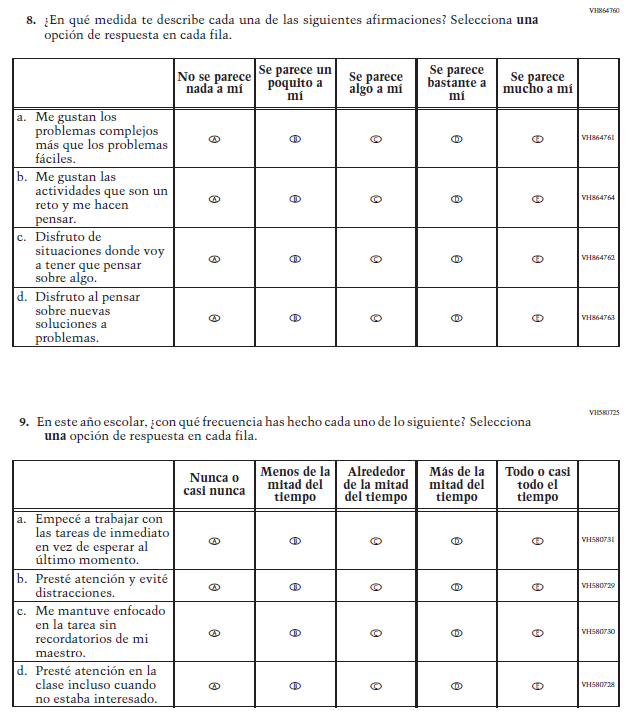 VH864760
8. ¿En qué medida te describe cada una de las siguientes afirmaciones? Selecciona una
opción de respuesta en cada fila.
No se parece nada a mí
Se parece un poquito a mí
Se parece algo a mí
Se parece bastante a mí
Se parece mucho a mí
a. Me gustan los
problemas complejos
más que los problemas
fáciles.
A B C D E VH864761
b. Me gustan las
actividades que son un
reto y me hacen
pensar.
A B C D E VH864764
c. Disfruto de
situaciones donde voy
a tener que pensar
sobre algo.
A B C D E VH864762
d. Disfruto al pensar
sobre nuevas
soluciones a
problemas.
A B C D E VH864763
VH580725
9. En este año escolar, ¿con qué frecuencia has hecho cada uno de lo siguiente? Selecciona
una opción de respuesta en cada fila.
Nunca o casi nunca
Menos de la mitad del tiempo
Alrededor de la mitad del tiempo
Más de la mitad del tiempo
Todo o casi todo el tiempo
a. Empecé a trabajar con
las tareas de inmediato
en vez de esperar al
último momento.
A B C D E VH580731
b. Presté atención y evité
distracciones.
A B C D E VH580729
c. Me mantuve enfocado
en la tarea sin
recordatorios de mi
maestro.
A B C D E VH580730
d. Presté atención en la
clase incluso cuando
no estaba interesado.
A B C D E VH580728